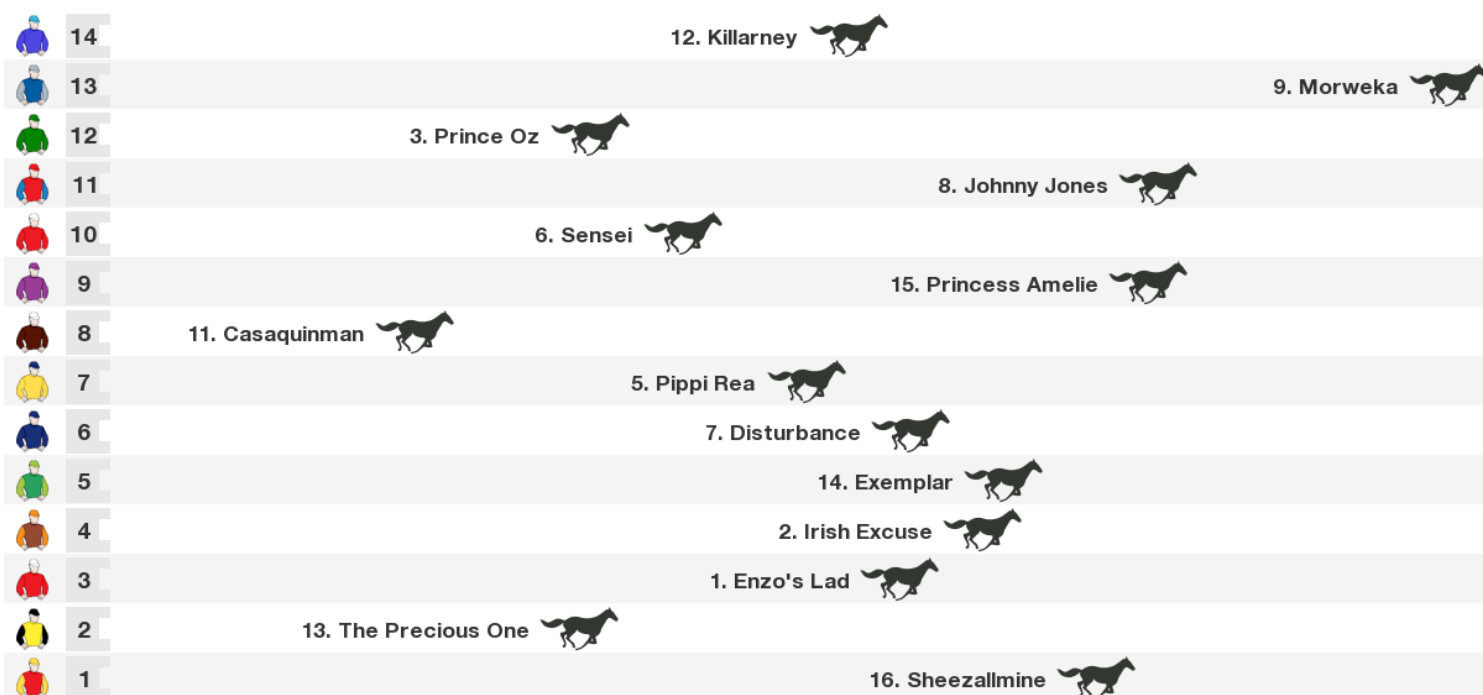 14 12. Killarney
13 9. Morweka
12 3. Prince Oz
11 8. Johnny Jones
10 6. Sensei
9 15. Princess Amelie
8 11. Casaquinman
7 5. Pippi Rea
6 7. Disturbance
5 14. Exemplar
4 2. Irish Excuse
3 1. Enzo's Lad
2 13. The Precious One
1 16. Sheezallmine